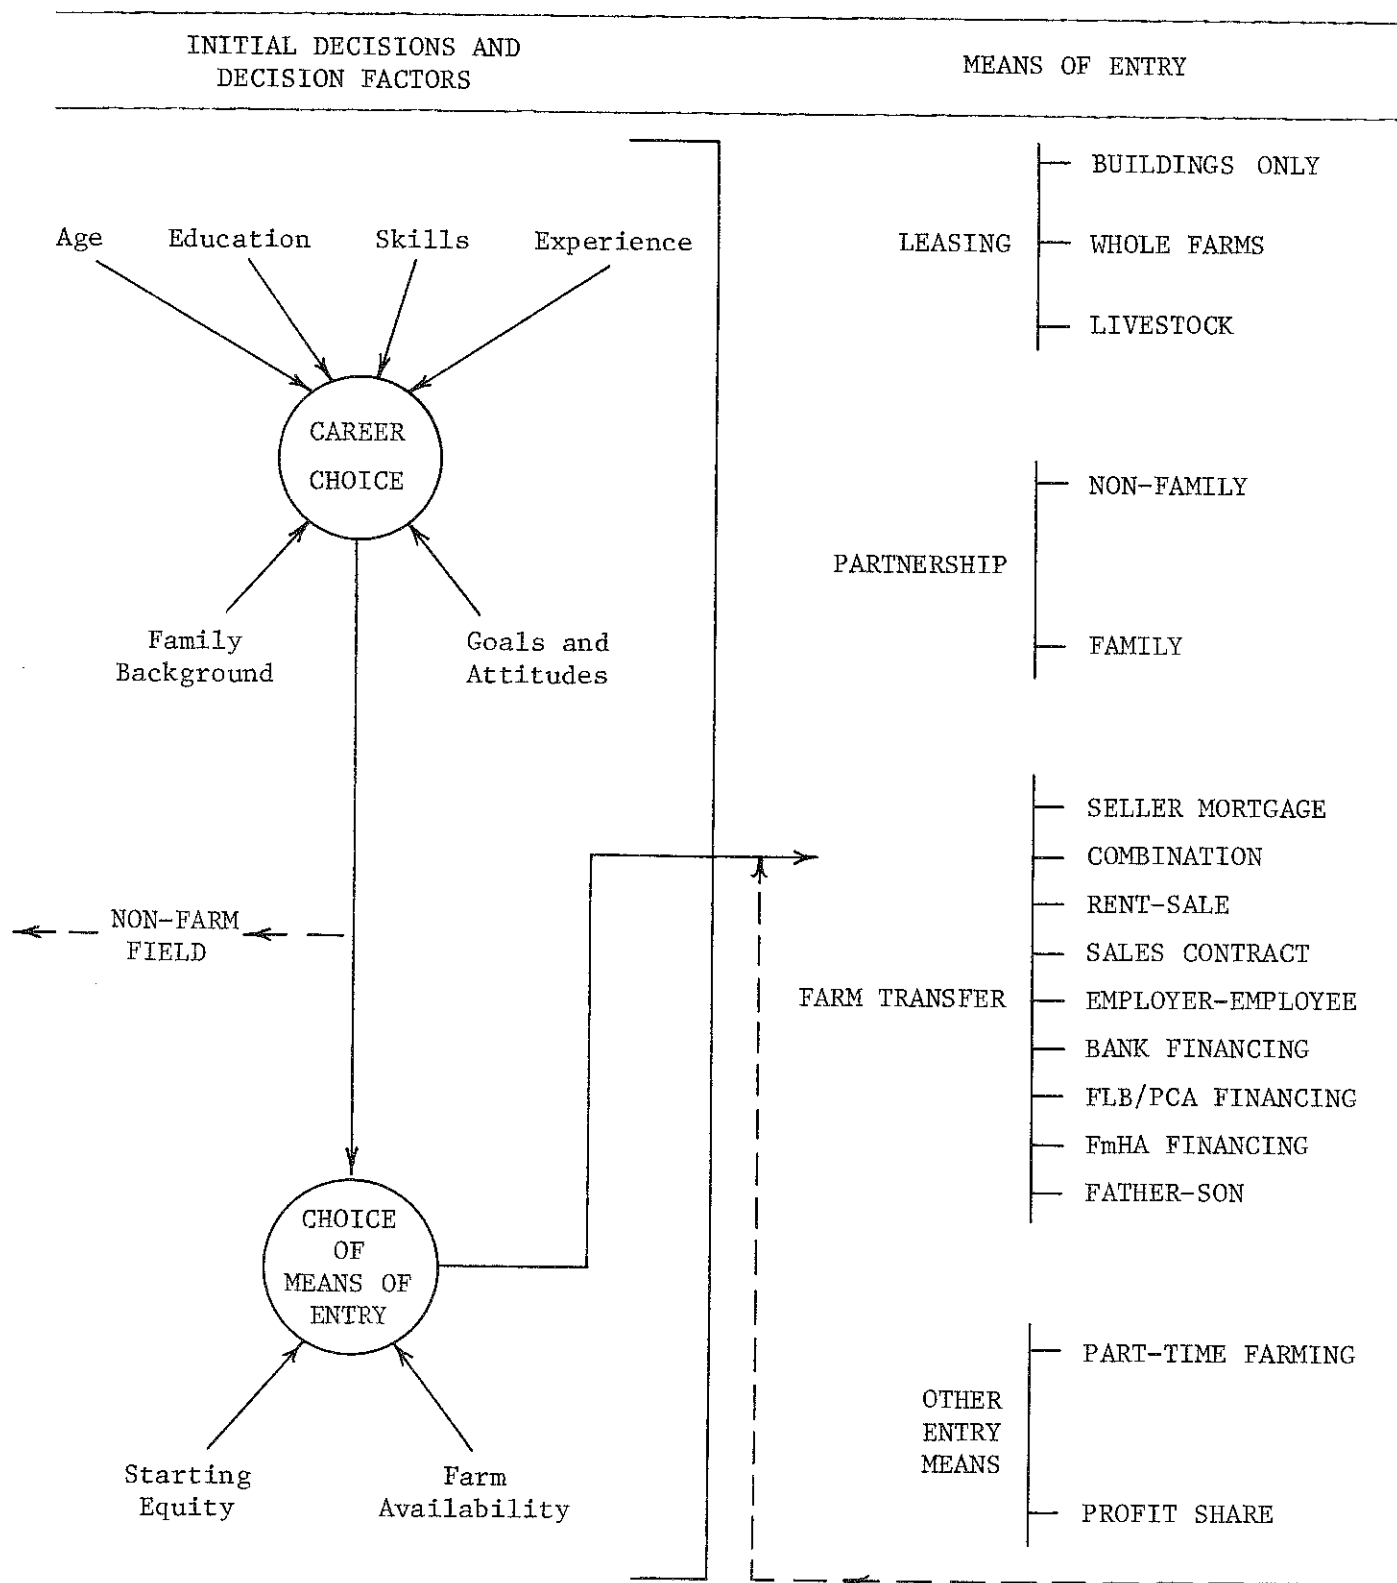 INITIAL DECISIONS AND
DECISION FACTORS
MEANS OF ENTRY
Age
Education
Skills
Experience
CAREER
CHOICE
Family
Background
Goals and
Attitudes
NON-FARM
FIELD
CHOICE
OF
MEANS OF
ENTRY
Starting
Equity
Farm
Availability
LEASING
BUILDINGS ONLY
WHOLE FARMS
LIVESTOCK
PARTNERSHIP
NON-FAMILY
FAMILY
FARM TRANSFER
SELLER MORTGAGE
COMBINATION
RENT-SALE
SALES CONTRACT
EMPLOYER-EMPLOYEE
BANK FINANCING
FLB/PCA FINANCING
FmHA FINANCING
FATHER-SON
OTHER
ENTRY
MEANS
PART-TIME FARMING
PROFIT SHARE